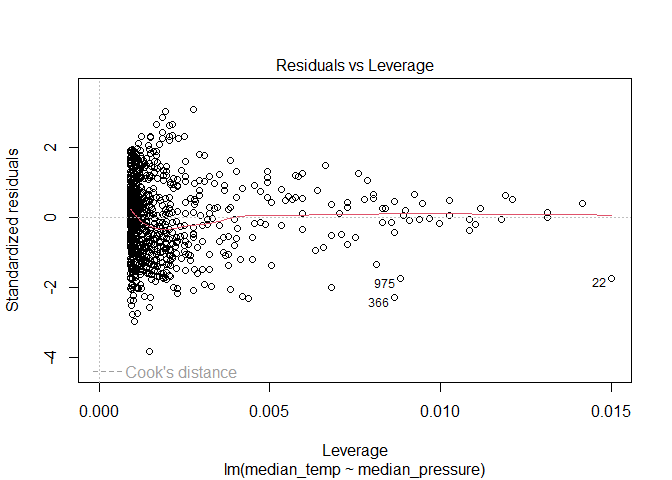 Residuals vs Leverage
Standardized residuals
2
0
-2
-4
975
366
22
Cook's distance
0.000 0.005 0.010 0.015
Leverage
lm(median_temp ~ median_pressure)